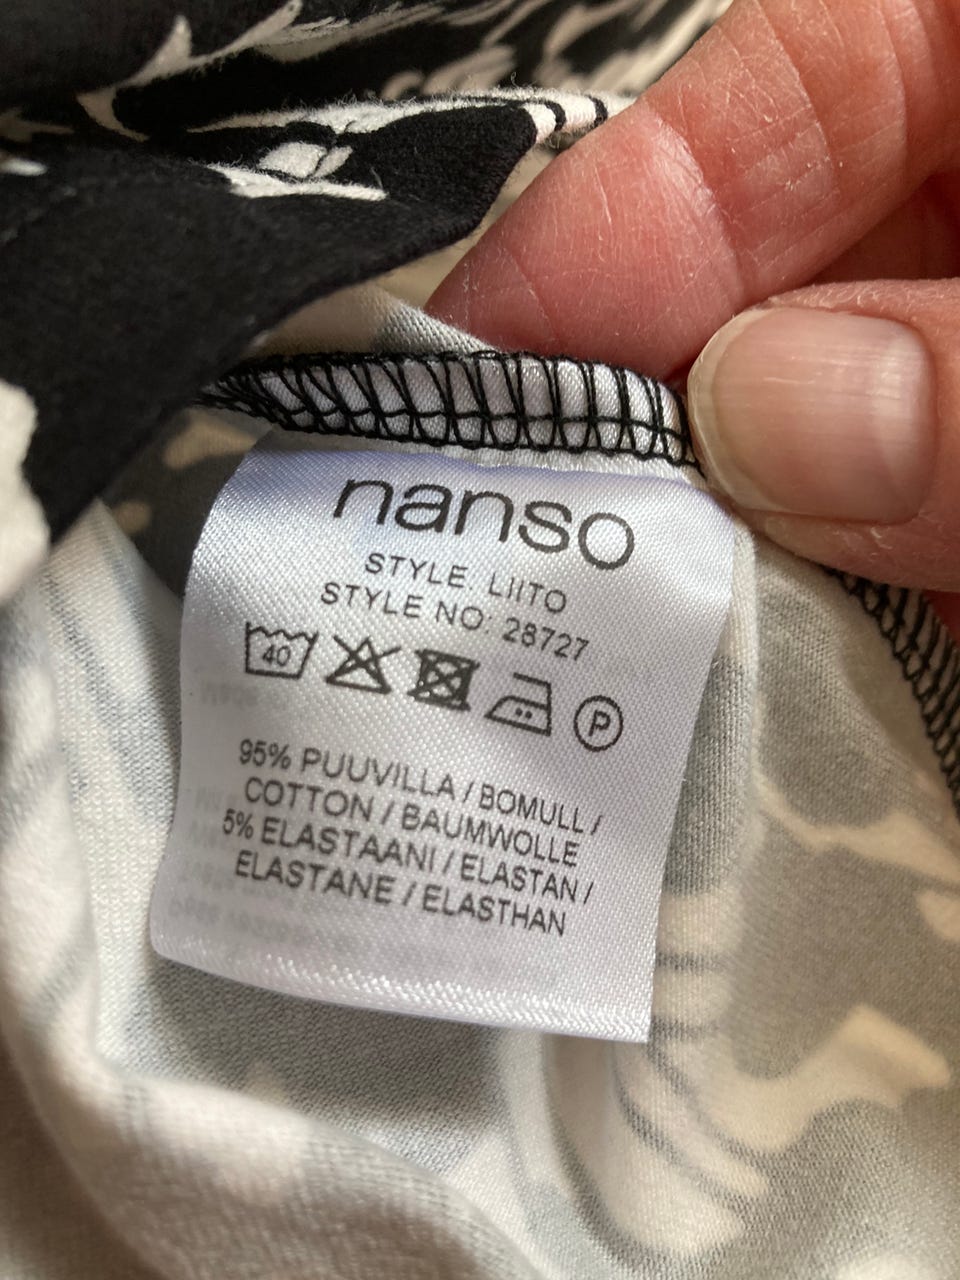 nanso
STYLE. LIITO
STYLE NO: 28727
40 P
95% PUUVILLA / BOMULL /
COTTON / BAUMWOLLE
5% ELASTAANI / ELASTAN /
ELASTANE / ELASTHAN